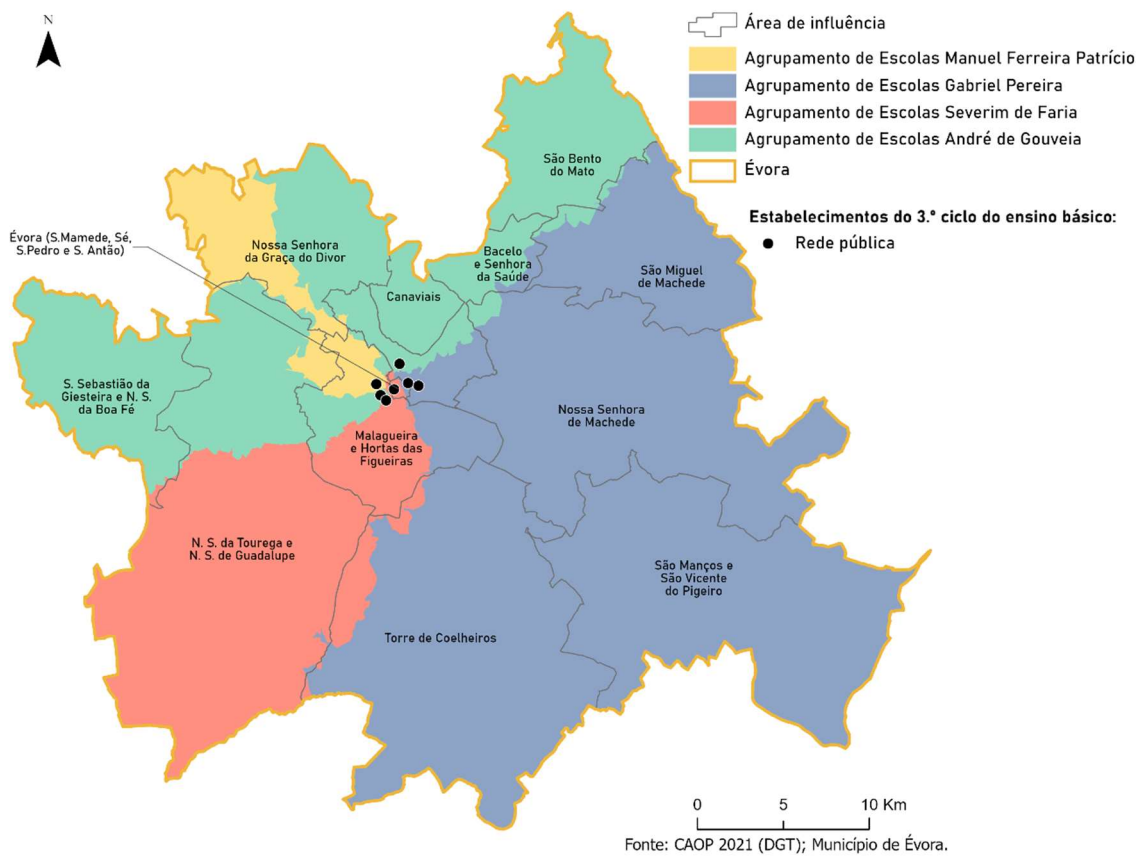 N
Área de influência
Agrupamento de Escolas Manuel Ferreira Patrício
Agrupamento de Escolas Gabriel Pereira
Agrupamento de Escolas Severim de Faria
Agrupamento de Escolas André de Gouveia
Évora
Estabelecimentos do 3.º ciclo do ensino básico:
Rede pública
São Bento
do Mato
Évora (S.Mamede, Sé,
S.Pedro e S. Antão)
Nossa Senhora
da Graça do Divor
Bacelo
e Senhora
da Saúde
São Miguel
de Machede
Canaviais
S. Sebastião da
Giesteira e N. S.
da Boa Fé
Nossa Senhora
de Machede
Malagueira
e Hortas das
Figueiras
N. S. da Tourega e
N. S. de Guadalupe
São Manços e
São Vicente
do Pigeiro
Torre de Coelheiros
0 5 10 Km
Fonte: CAOP 2021 (DGT); Município de Évora.